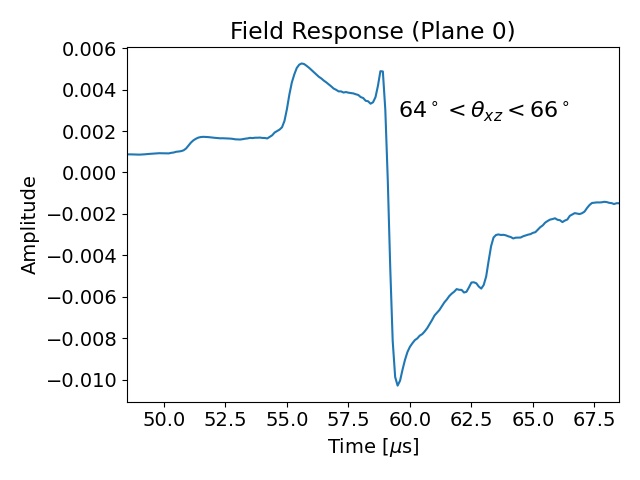 Field Response (Plane 0)
0.006
0.004
0.002
0.000
−0.002
−0.004
−0.006
−0.008
−0.010
Amplitude
64° < θxz < 66°
50.0 52.5 55.0 57.5 60.0 62.5 65.0 67.5
Time [μs]